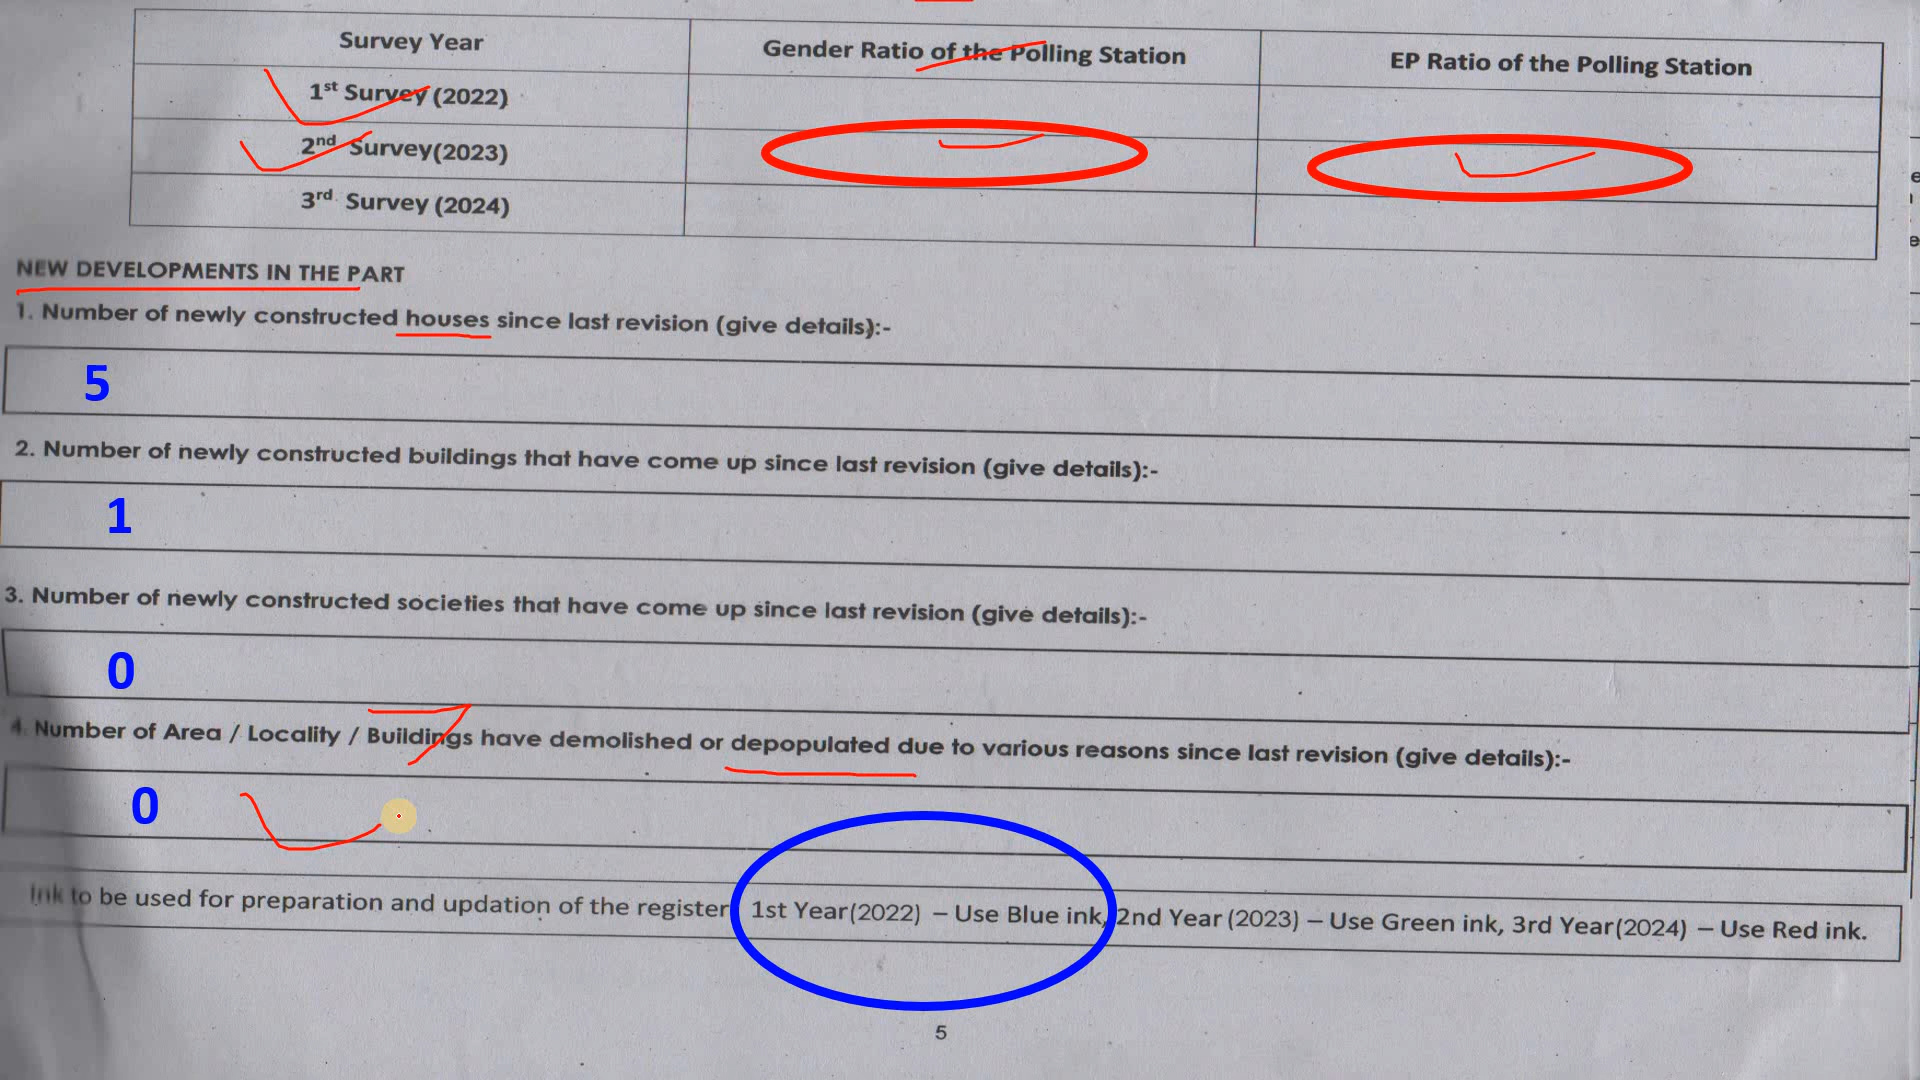 Survey Year Gender Ratio of the Polling Station EP Ratio of the Polling Station
1st Survey (2022)
2nd Survey(2023)
3rd Survey (2024)
NEW DEVELOPMENTS IN THE PART
1. Number of newly constructed houses since last revision (give details):-
5
2. Number of newly constructed buildings that have come up since last revision (give details):-
1
3. Number of newly constructed societies that have come up since last revision (give details):-
0
4. Number of Area / Locality / Buildings have demolished or depopulated due to various reasons since last revision (give details):-
0
Ink to be used for preparation and updation of the register 1st Year(2022) – Use Blue ink, 2nd Year (2023) – Use Green ink, 3rd Year(2024) – Use Red ink.
5